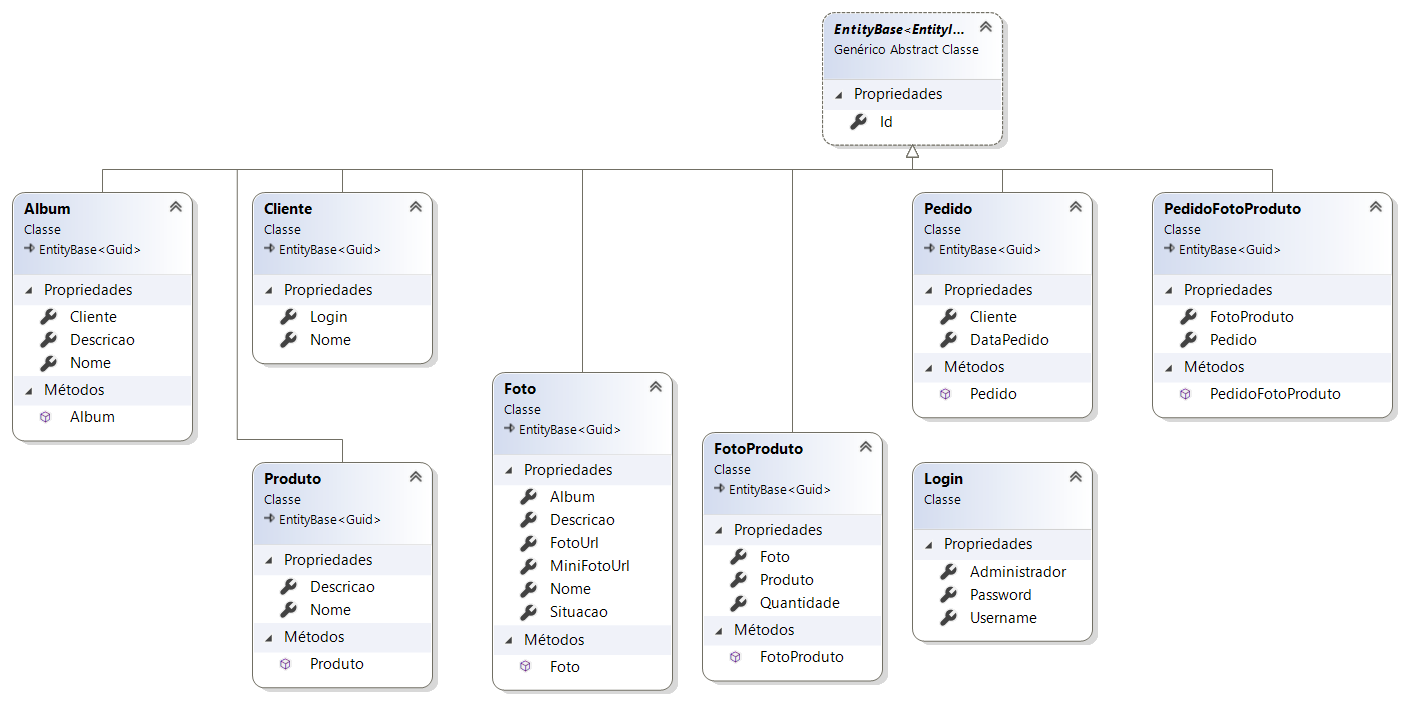 EntityBase<EntityI...
Genérico Abstract Classe
Propriedades
Id
Album
Classe
EntityBase<Guid>
Propriedades
Cliente
Descricao
Nome
Métodos
Album
Cliente
Classe
EntityBase<Guid>
Propriedades
Login
Nome
Produto
Classe
EntityBase<Guid>
Propriedades
Descricao
Nome
Métodos
Produto
Foto
Classe
EntityBase<Guid>
Propriedades
Album
Descricao
FotoUrl
MiniFotoUrl
Nome
Situacao
Métodos
Foto
FotoProduto
Classe
EntityBase<Guid>
Propriedades
Foto
Produto
Quantidade
Métodos
FotoProduto
Pedido
Classe
EntityBase<Guid>
Propriedades
Cliente
DataPedido
Métodos
Pedido
PedidoFotoProduto
Classe
EntityBase<Guid>
Propriedades
FotoProduto
Pedido
Métodos
PedidoFotoProduto
Login
Classe
Propriedades
Administrador
Password
Username